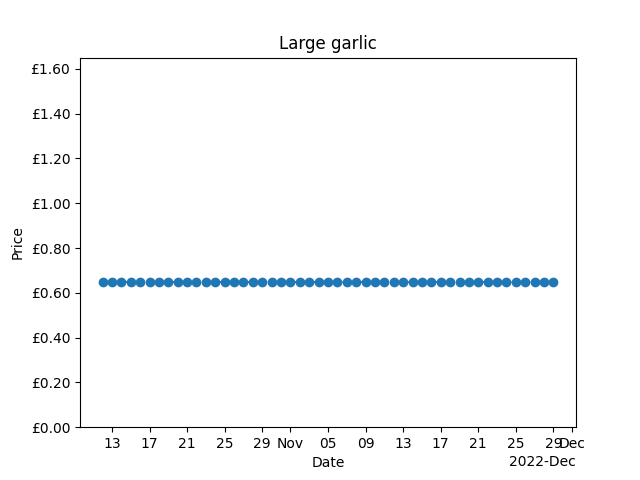 Large garlic
£1.60
£1.40
£1.20
£1.00
£0.80
£0.60
£0.40
£0.20
£0.00
Price
13 17 21 25 29 Nov 05 09 13 17 21 25 29 Dec
Date
2022-Dec